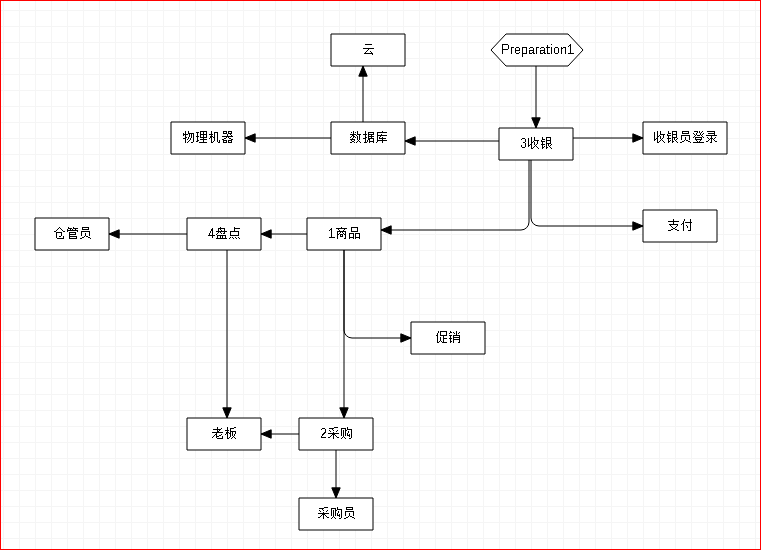 云
Preparation1
物理机器
数据库
3收银
收银员登录
仓管员
4盘点
1商品
支付
促销
老板
2采购
采购员